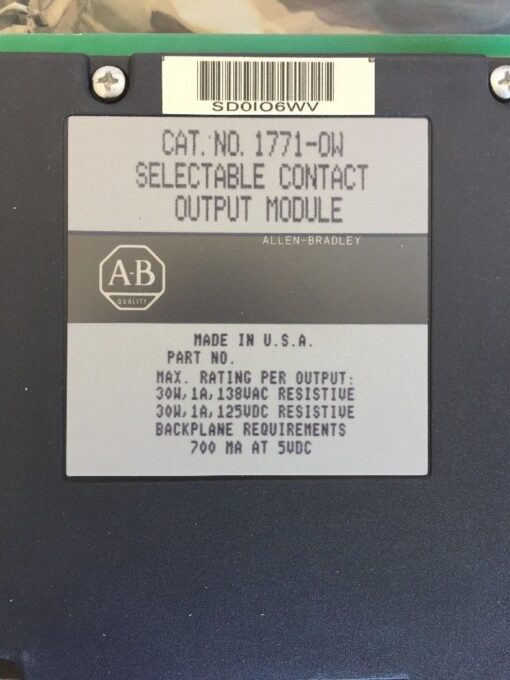 SD0IO6WV
CAT. NO. 1771-OW
SELECTABLE CONTACT
OUTPUT MODULE
ALLEN-BRADLEY
A-B
QUALITY
MADE IN U.S.A.
PART NO.
MAX. RATING PER OUTPUT:
30W,1A,138VAC RESISTIVE
30W,1A,125VDC RESISTIVE
BACKPLANE REQUIREMENTS
700 MA AT 5VDC